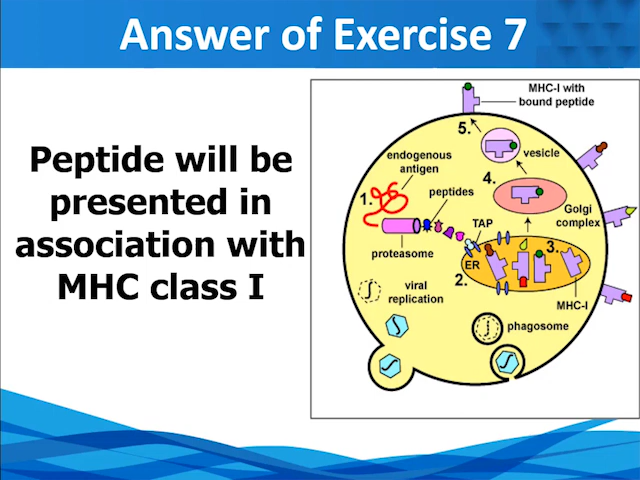 Answer of Exercise 7
Peptide will be
presented in
association with
MHC class I
MHC-I with
bound peptide
5.
endogenous
antigen
vesicle
1.
peptides
4.
proteasome
TAP
Golgi
complex
ER
3.
2.
viral
replication
MHC-I
phagosome